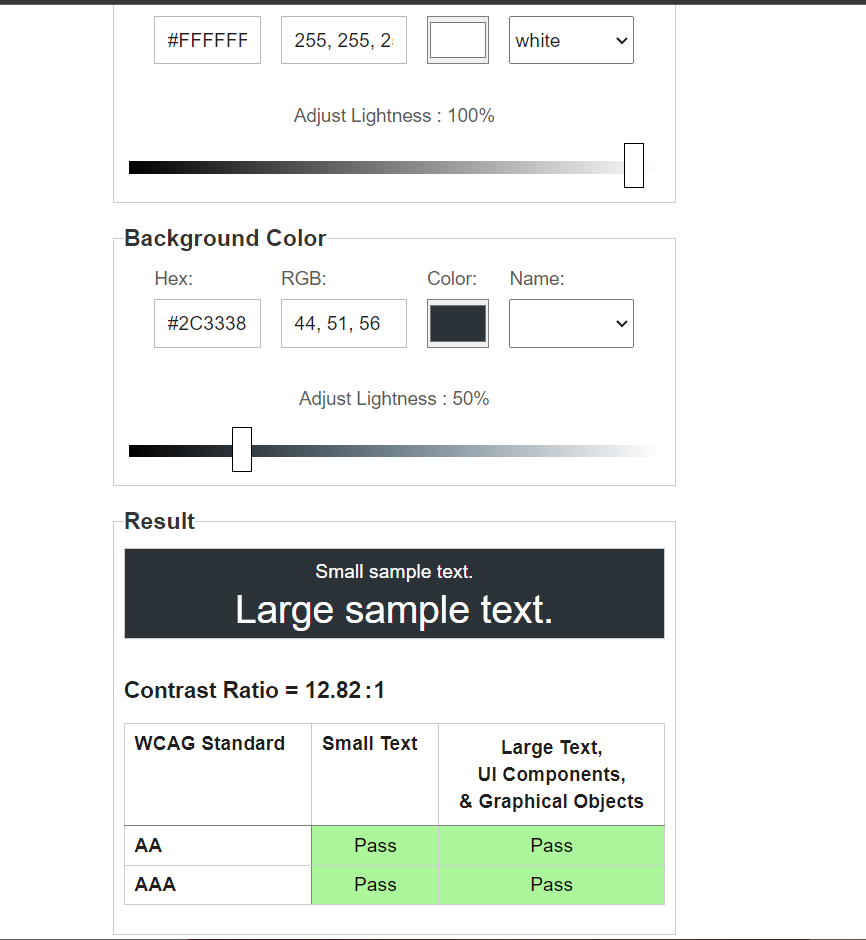 #FFFFFF 255, 255, 2 white
Adjust Lightness : 100%
Background Color
Hex: RGB: Color: Name:
#2C3338 44, 51, 56
Adjust Lightness : 50%
Result
Small sample text.
Large sample text.
Contrast Ratio = 12.82:1
WCAG Standard Small Text Large Text,
UI Components,
& Graphical Objects
AA Pass Pass
AAA Pass Pass